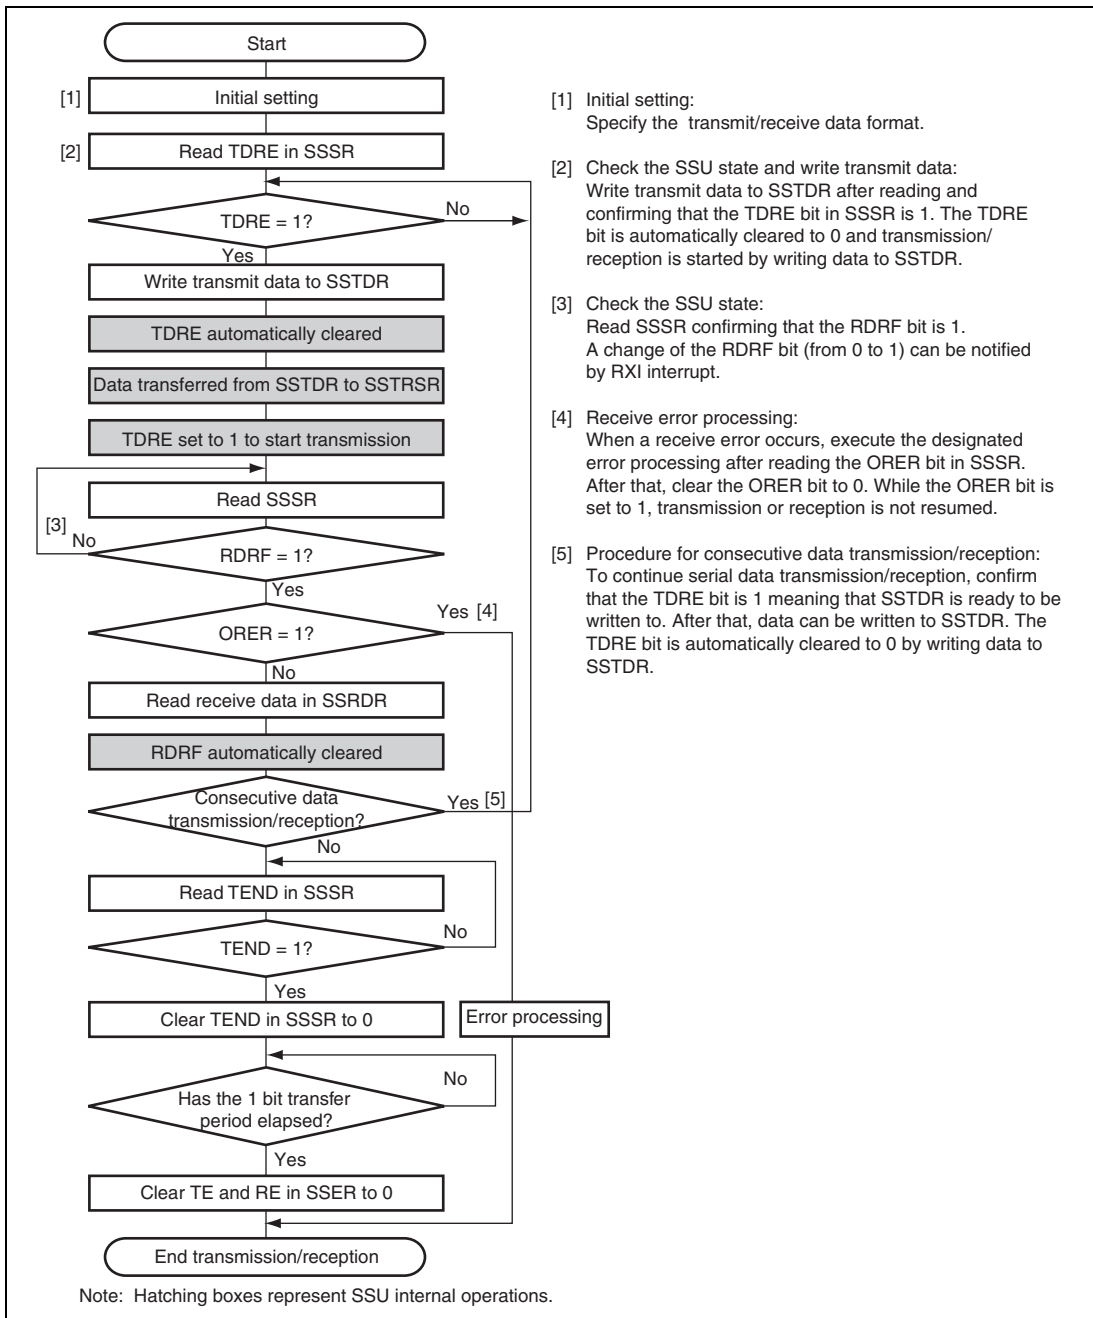 Start
[1] Initial setting
[2] Read TDRE in SSSR
TDRE = 1?
No
Yes
Write transmit data to SSTDR
TDRE automatically cleared
Data transferred from SSTDR to SSTRSR
TDRE set to 1 to start transmission
Read SSSR
[3]
No
RDRF = 1?
Yes
Yes [4]
ORER = 1?
No
Read receive data in SSRDR
RDRF automatically cleared
Consecutive data
transmission/reception?
Yes [5]
No
Read TEND in SSSR
No
TEND = 1?
Yes
Clear TEND in SSSR to 0
Error processing
No
Has the 1 bit transfer
period elapsed?
Yes
Clear TE and RE in SSER to 0
End transmission/reception
[1] Initial setting:
Specify the transmit/receive data format.
[2] Check the SSU state and write transmit data:
Write transmit data to SSTDR after reading and
confirming that the TDRE bit in SSSR is 1. The TDRE
bit is automatically cleared to 0 and transmission/
reception is started by writing data to SSTDR.
[3] Check the SSU state:
Read SSSR confirming that the RDRF bit is 1.
A change of the RDRF bit (from 0 to 1) can be notified
by RXI interrupt.
[4] Receive error processing:
When a receive error occurs, execute the designated
error processing after reading the ORER bit in SSSR.
After that, clear the ORER bit to 0. While the ORER bit is
set to 1, transmission or reception is not resumed.
[5] Procedure for consecutive data transmission/reception:
To continue serial data transmission/reception, confirm
that the TDRE bit is 1 meaning that SSTDR is ready to be
written to. After that, data can be written to SSTDR. The
TDRE bit is automatically cleared to 0 by writing data to
SSTDR.
Note: Hatching boxes represent SSU internal operations.